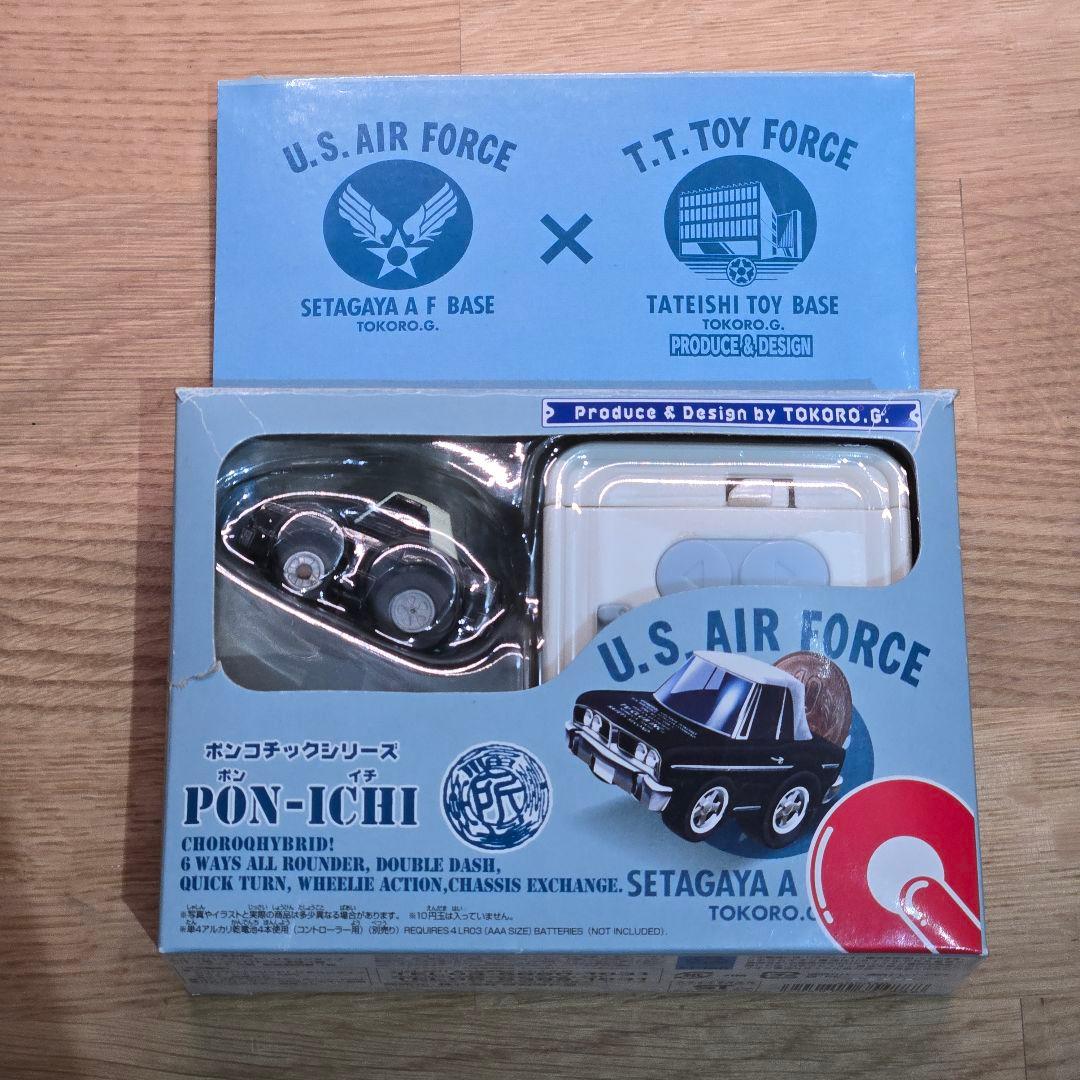 U.S. AIR FORCE
SETAGAYA A F BASE
TOKORO.G.
×
T.T. TOY FORCE
TATEISHI TOY BASE
TOKORO.G.
PRODUCE & DESIGN
Produce & Design by TOKORO.G.
U.S. AIR FORCE
ポンコチックシリーズ
ポン イチ
PON-ICHI
CHOROQHYBRID!
6 WAYS ALL ROUNDER, DOUBLE DASH,
QUICK TURN, WHEELIE ACTION,CHASSIS EXCHANGE.
SETAGAYA A
TOKORO.G
※写真やイラストと実際の商品は多少異なる場合があります。 ※10円玉は入っていません。
※単4アルカリ乾電池4本使用(コントローラー用)(別売り) REQUIRES 4 LR03 (AAA SIZE) BATTERIES (NOT INCLUDED).